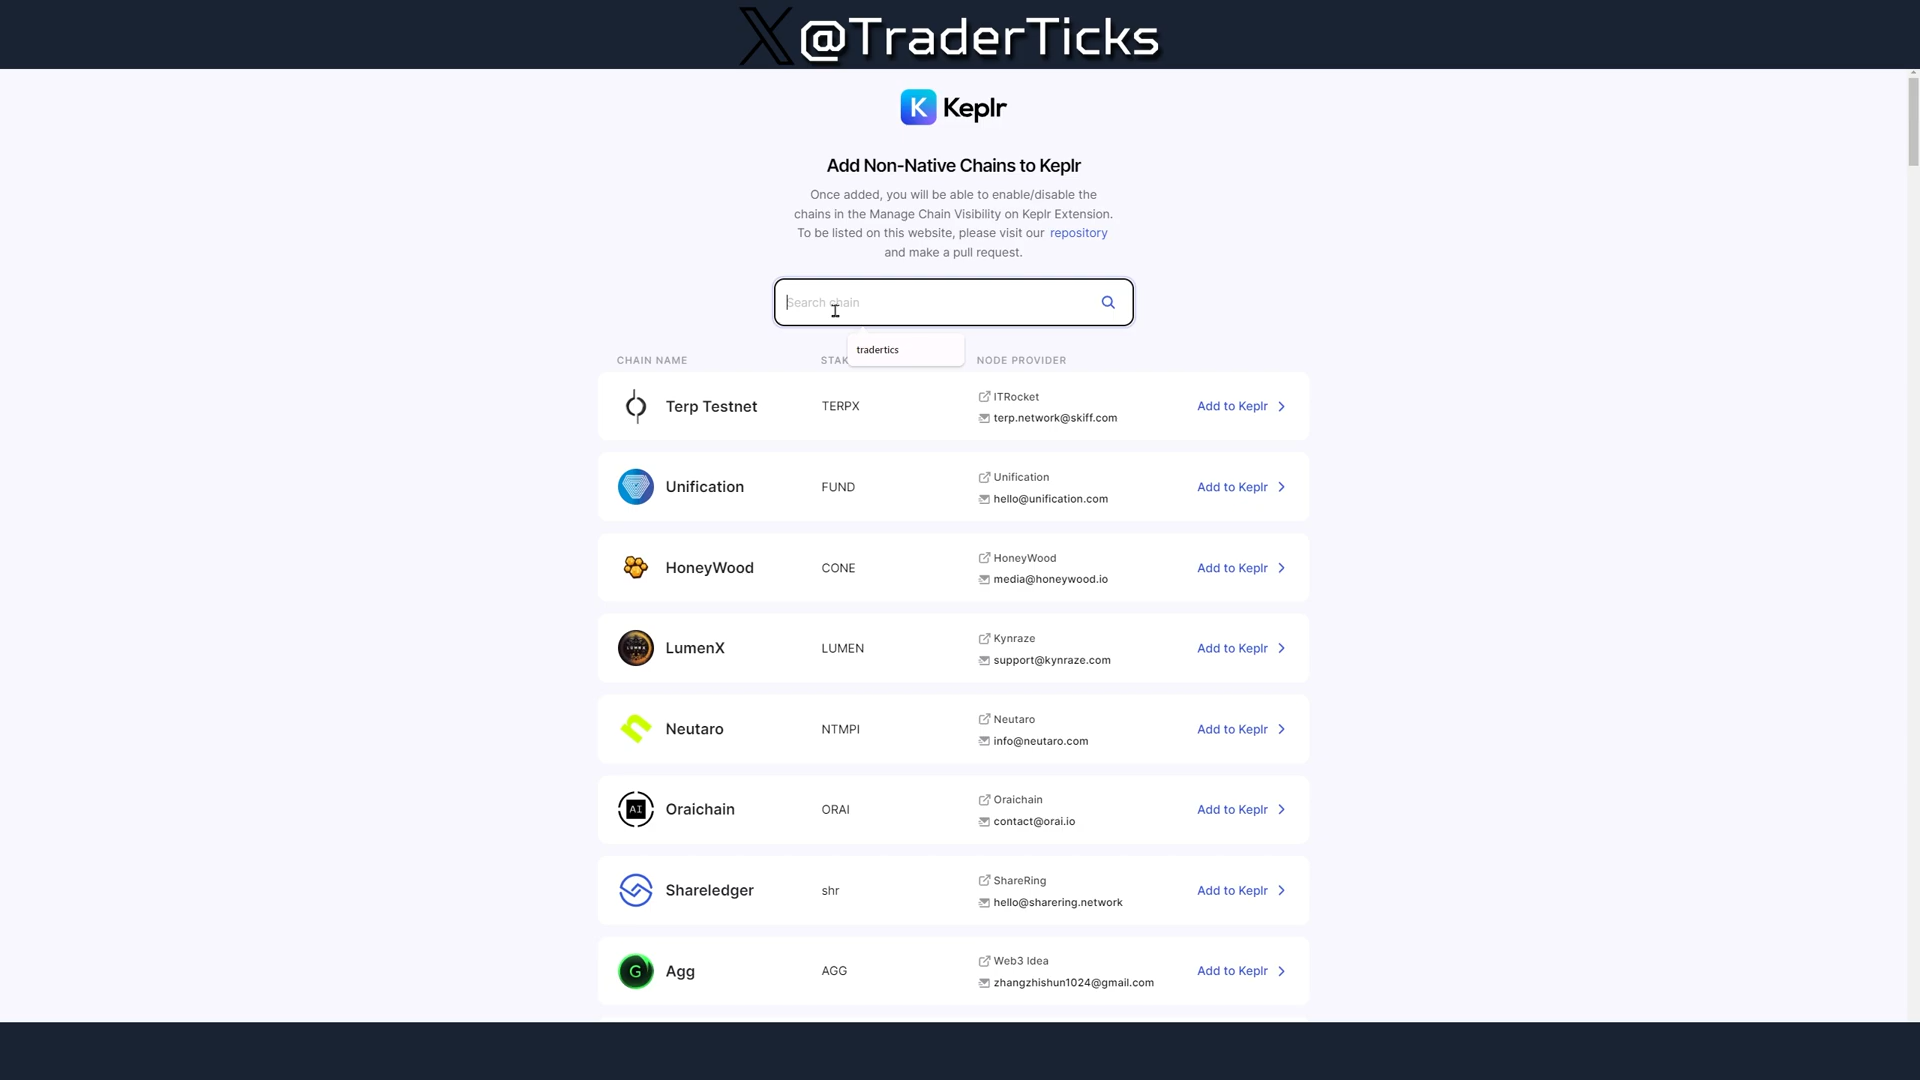 X@TraderTicks
K Keplr
Add Non-Native Chains to Keplr
Once added, you will be able to enable/disable the
chains in the Manage Chain Visibility on Keplr Extension.
To be listed on this website, please visit our repository
and make a pull request.
Search chain
tradertics
CHAIN NAME STAK NODE PROVIDER
Terp Testnet TERPX ITRocket Add to Keplr
terp.network@skiff.com
Unification FUND Unification Add to Keplr
hello@unification.com
HoneyWood CONE HoneyWood Add to Keplr
media@honeywood.io
LUMEX
LumenX LUMEN Kynraze Add to Keplr
support@kynraze.com
Neutaro NTMPI Neutaro Add to Keplr
info@neutaro.com
AI Oraichain ORAI Oraichain Add to Keplr
contact@orai.io
Shareledger shr ShareRing Add to Keplr
hello@sharering.network
G Agg AGG Web3 Idea Add to Keplr
zhangzhishun1024@gmail.com